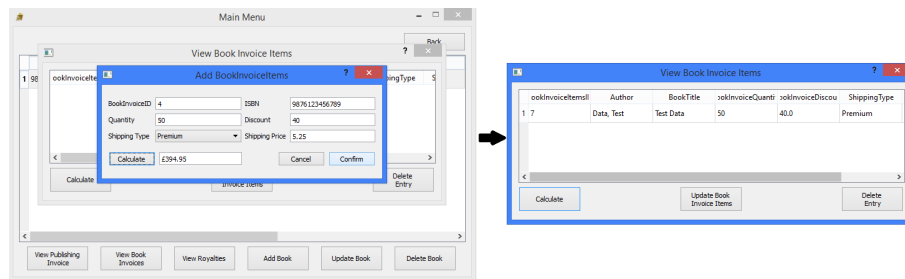 Main Menu
Back
View Book Invoice Items
?
1 98
ookInvoiceIte
ingType S
Add BookInvoiceItems
?
BookInvoiceID 4 ISBN 9876123456789
Quantity 50 Discount 40
Shipping Type Premium Shipping Price 5.25
Calculate £394.95 Cancel Confirm
Calculate Invoice Items Delete
Entry
View Publishing
Invoice
View Book
Invoices
View Royalties Add Book Update Book Delete Book
View Book Invoice Items
?
ookInvoiceItemsII Author BookTitle ookInvoiceQuanti ookInvoiceDiscou ShippingType
1 7 Data, Test Test Data 50 40.0 Premium
Calculate Update Book
Invoice Items
Delete
Entry